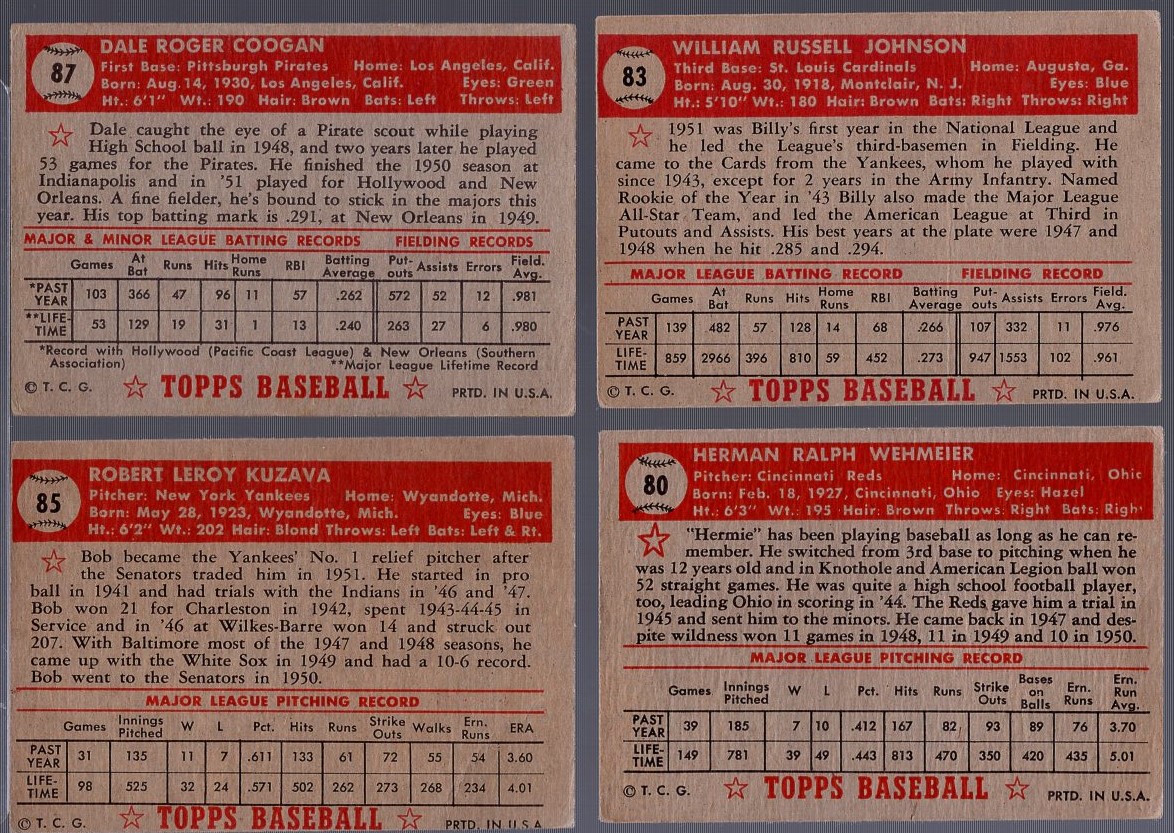 87
DALE ROGER COOGAN
First Base: Pittsburgh Pirates Home: Los Angeles, Calif.
Born: Aug. 14, 1930, Los Angeles, Calif. Eyes: Green
Ht.: 6'1" Wt.: 190 Hair: Brown Bats: Left Throws: Left
Dale caught the eye of a Pirate scout while playing
High School ball in 1948, and two years later he played
53 games for the Pirates. He finished the 1950 season at
Indianapolis and in '51 played for Hollywood and New
Orleans. A fine fielder, he's bound to stick in the majors this
year. His top batting mark is .291, at New Orleans in 1949.
MAJOR & MINOR LEAGUE BATTING RECORDS FIELDING RECORDS
Games At Bat Runs Hits Home Runs RBI Batting Average Put-outs Assists Errors Field. Avg.
*PAST YEAR 103 366 47 96 11 57 .262 572 52 12 .981
**LIFE-TIME 53 129 19 31 1 13 .240 263 27 6 .980
*Record with Hollywood (Pacific Coast League) & New Orleans (Southern
Association) **Major League Lifetime Record
© T. C. G. TOPPS BASEBALL PRTD. IN U.S.A.
83
WILLIAM RUSSELL JOHNSON
Third Base: St. Louis Cardinals Home: Augusta, Ga.
Born: Aug. 30, 1918, Montclair, N. J. Eyes: Blue
Ht.: 5'10" Wt.: 180 Hair: Brown Bats: Right Throws: Right
1951 was Billy's first year in the National League and
he led the League's third-basemen in Fielding. He
came to the Cards from the Yankees, whom he played with
since 1943, except for 2 years in the Army Infantry. Named
Rookie of the Year in '43 Billy also made the Major League
All-Star Team, and led the American League at Third in
Putouts and Assists. His best years at the plate were 1947 and
1948 when he hit .285 and .294.
MAJOR LEAGUE BATTING RECORD FIELDING RECORD
Games At Bat Runs Hits Home Runs RBI Batting Average Put-outs Assists Errors Field. Avg.
PAST YEAR 139 482 57 128 14 68 .266 107 332 11 .976
LIFE-TIME 859 2966 396 810 59 452 .273 947 1553 102 .961
© T. C. G. TOPPS BASEBALL PRTD. IN U.S.A.
85
ROBERT LEROY KUZAVA
Pitcher: New York Yankees Home: Wyandotte, Mich.
Born: May 28, 1923, Wyandotte, Mich. Eyes: Blue
Ht.: 6'2" Wt.: 202 Hair: Blond Throws: Left Bats: Left & Rt.
Bob became the Yankees' No. 1 relief pitcher after
the Senators traded him in 1951. He started in pro
ball in 1941 and had trials with the Indians in '46 and '47.
Bob won 21 for Charleston in 1942, spent 1943-44-45 in
Service and in '46 at Wilkes-Barre won 14 and struck out
207. With Baltimore most of the 1947 and 1948 seasons, he
came up with the White Sox in 1949 and had a 10-6 record.
Bob went to the Senators in 1950.
MAJOR LEAGUE PITCHING RECORD
Games Innings Pitched W L Pct. Hits Runs Strike Outs Walks Ern. Runs ERA
PAST YEAR 31 135 11 7 .611 133 61 72 55 54 3.60
LIFE-TIME 98 525 32 24 .571 502 262 273 268 234 4.01
© T. C. G. TOPPS BASEBALL PRTD. IN U.S.A
80
HERMAN RALPH WEHMEIER
Pitcher: Cincinnati Reds Home: Cincinnati, Ohio
Born: Feb. 18, 1927, Cincinnati, Ohio Eyes: Hazel
Ht.: 6'3" Wt.: 195 Hair: Brown Throws: Right Bats: Righ
"Hermie" has been playing baseball as long as he can re-
member. He switched from 3rd base to pitching when he
was 12 years old and in Knothole and American Legion ball won
52 straight games. He was quite a high school football player,
too, leading Ohio in scoring in '44. The Reds gave him a trial in
1945 and sent him to the minors. He came back in 1947 and des-
pite wildness won 11 games in 1948, 11 in 1949 and 10 in 1950.
MAJOR LEAGUE PITCHING RECORD
Games Innings Pitched W L Pct. Hits Runs Strike Outs Bases on Balls Ern. Runs Ern. Run Avg.
PAST YEAR 39 185 7 10 .412 167 82 93 89 76 3.70
LIFE-TIME 149 781 39 49 .443 813 470 350 420 435 5.01
© T. C. G. TOPPS BASEBALL PRTD. IN U.S.A.